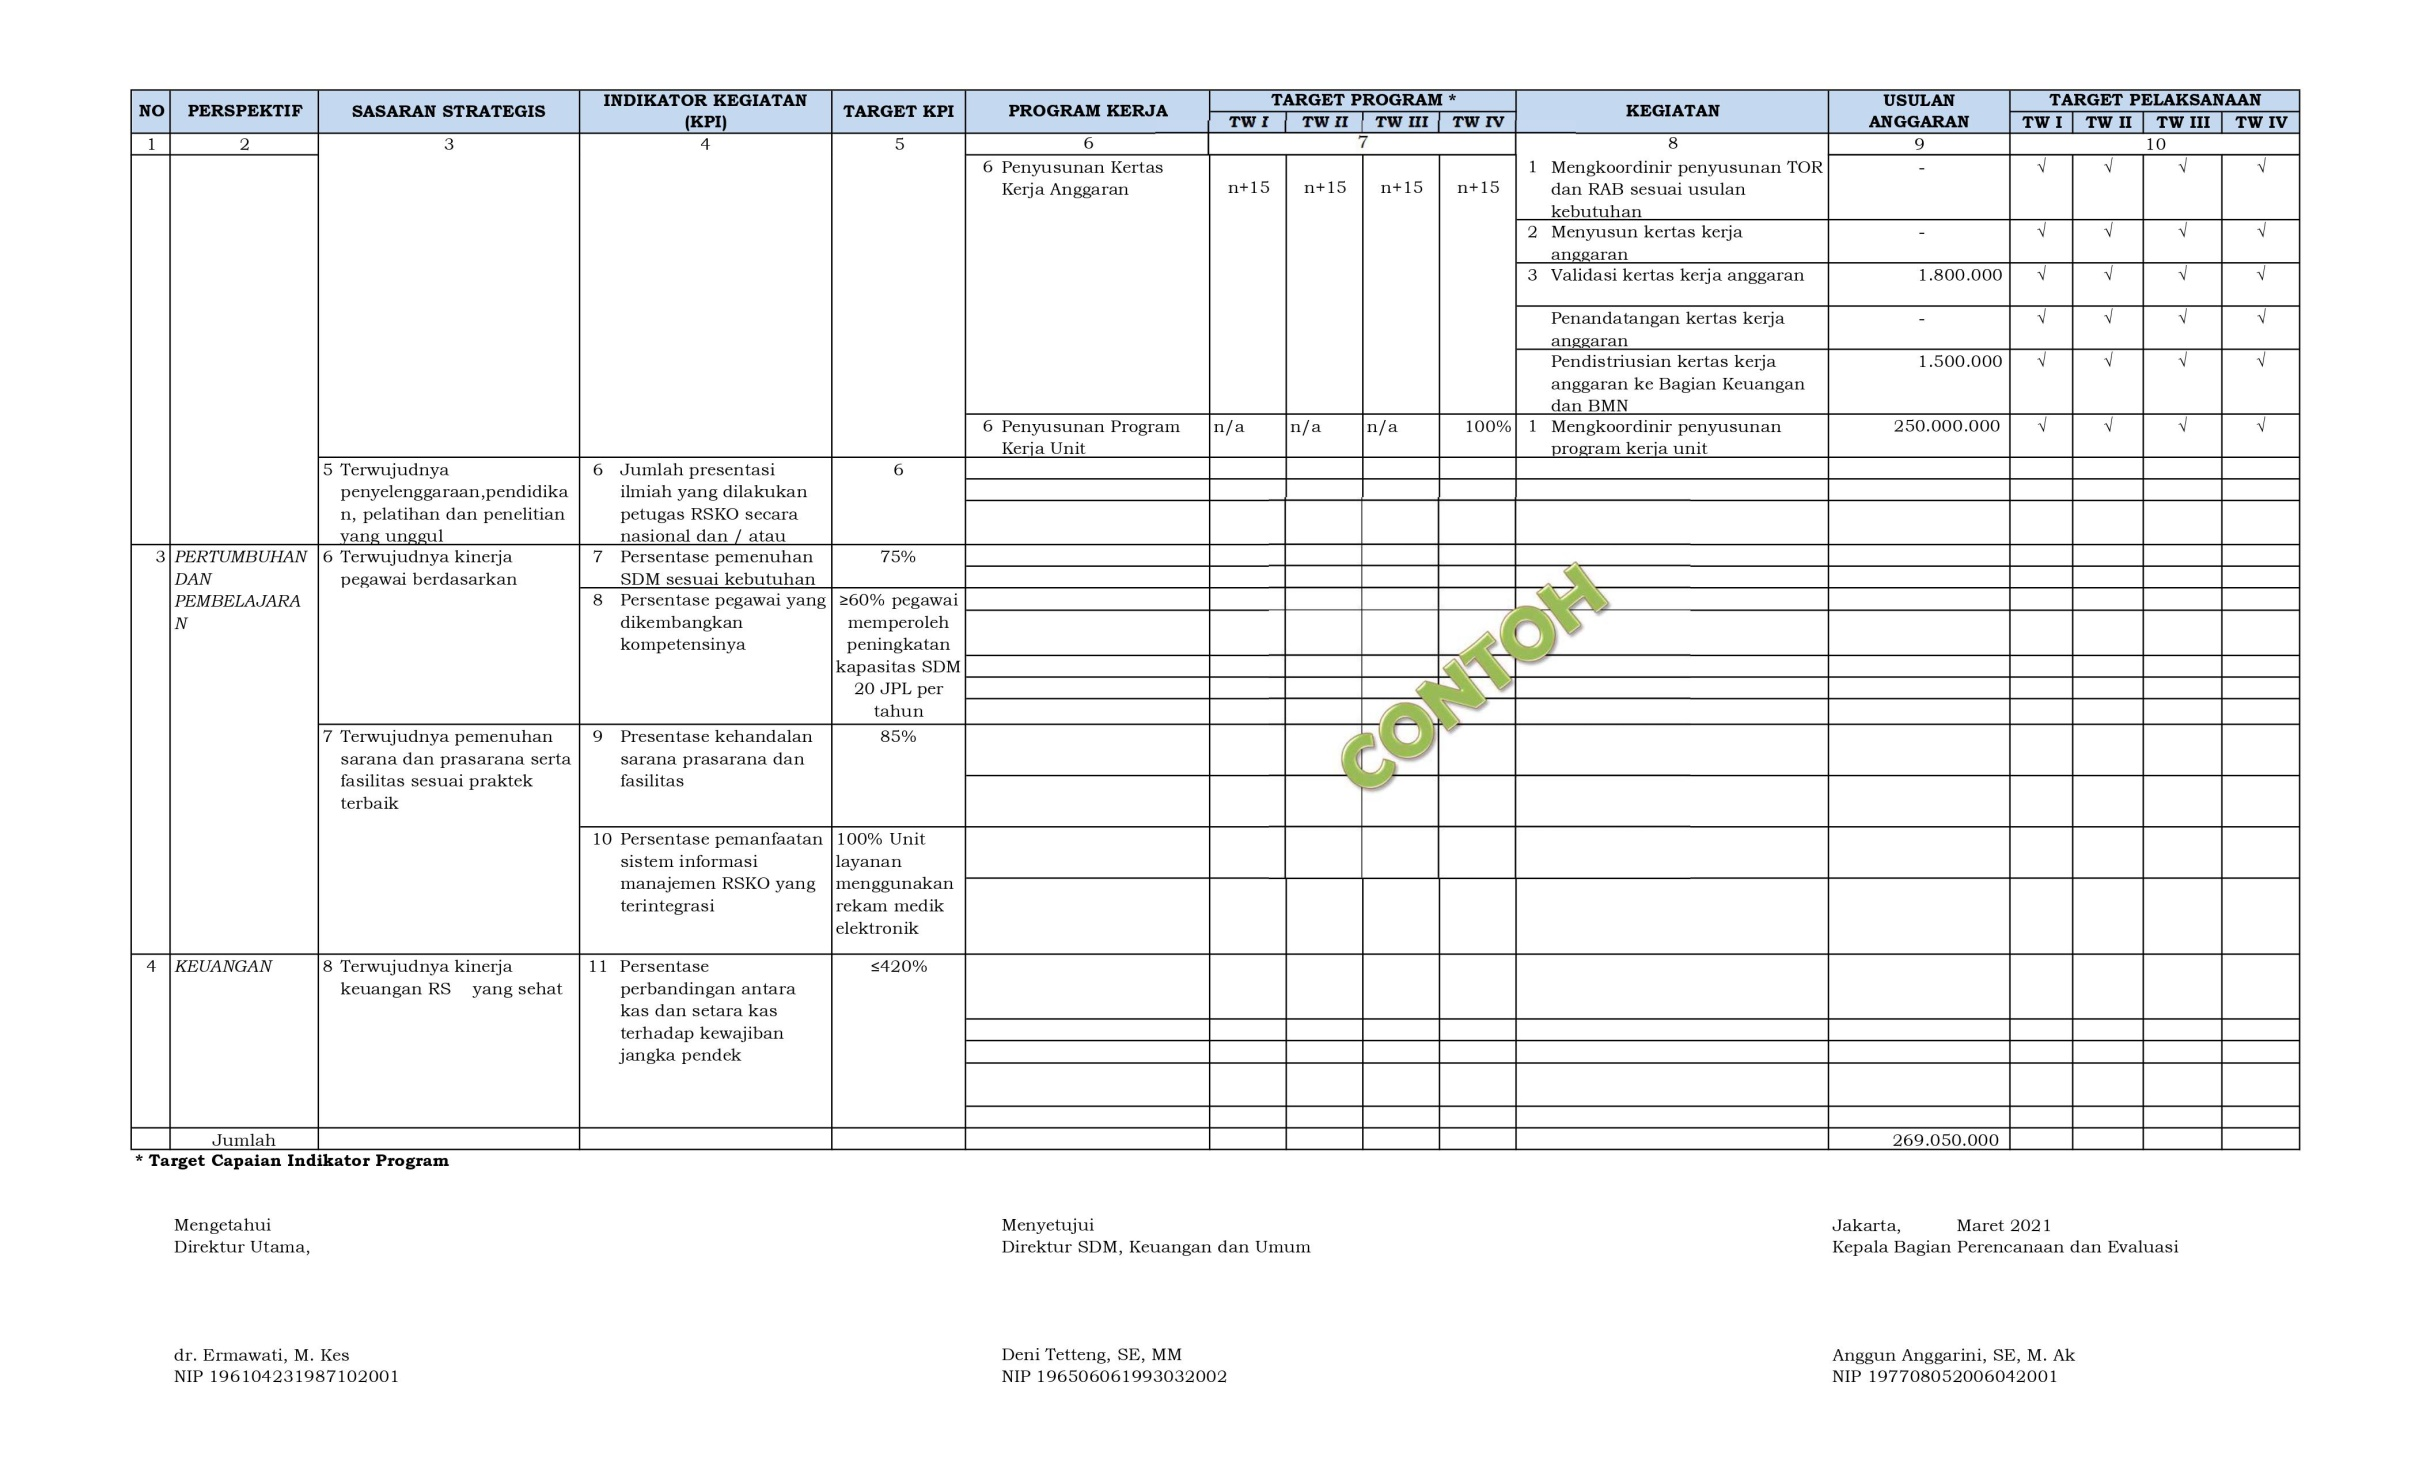 NO PERSPEKTIF SASARAN STRATEGIS INDIKATOR KEGIATAN (KPI) TARGET KPI PROGRAM KERJA TARGET PROGRAM * KEGIATAN USULAN ANGGARAN TARGET PELAKSANAAN
TW I TW II TW III TW IV TW I TW II TW III TW IV
1 2 3 4 5 6 7 8 9 10
6 Penyusunan Kertas
Kerja Anggaran
n+15 n+15 n+15 n+15
1 Mengkoordinir penyusunan TOR
dan RAB sesuai usulan
kebutuhan
- √ √ √ √
2 Menyusun kertas kerja
anggaran
- √ √ √ √
3 Validasi kertas kerja anggaran 1.800.000 √ √ √ √
Penandatangan kertas kerja
anggaran
- √ √ √ √
Pendistriusian kertas kerja
anggaran ke Bagian Keuangan
dan BMN
1.500.000 √ √ √ √
6 Penyusunan Program
Kerja Unit
n/a n/a n/a 100%
1 Mengkoordinir penyusunan
program kerja unit
250.000.000 √ √ √ √
5 Terwujudnya
penyelenggaraan,pendidika
n, pelatihan dan penelitian
yang unggul
6 Jumlah presentasi
ilmiah yang dilakukan
petugas RSKO secara
nasional dan / atau
6
3 PERTUMBUHAN
DAN
PEMBELAJARA
N
6 Terwujudnya kinerja
pegawai berdasarkan
7 Persentase pemenuhan
SDM sesuai kebutuhan
75%
8 Persentase pegawai yang
dikembangkan
kompetensinya
≥60% pegawai
memperoleh
peningkatan
kapasitas SDM
20 JPL per
tahun
CONTOH
7 Terwujudnya pemenuhan
sarana dan prasarana serta
fasilitas sesuai praktek
terbaik
9 Presentase kehandalan
sarana prasarana dan
fasilitas
85%
10 Persentase pemanfaatan
sistem informasi
manajemen RSKO yang
terintegrasi
100% Unit
layanan
menggunakan
rekam medik
elektronik
4 KEUANGAN
8 Terwujudnya kinerja
keuangan RS yang sehat
11 Persentase
perbandingan antara
kas dan setara kas
terhadap kewajiban
jangka pendek
≤420%
Jumlah 269.050.000
* Target Capaian Indikator Program
Mengetahui
Direktur Utama,
dr. Ermawati, M. Kes
NIP 196104231987102001
Menyetujui
Direktur SDM, Keuangan dan Umum
Deni Tetteng, SE, MM
NIP 196506061993032002
Jakarta, Maret 2021
Kepala Bagian Perencanaan dan Evaluasi
Anggun Anggarini, SE, M. Ak
NIP 197708052006042001